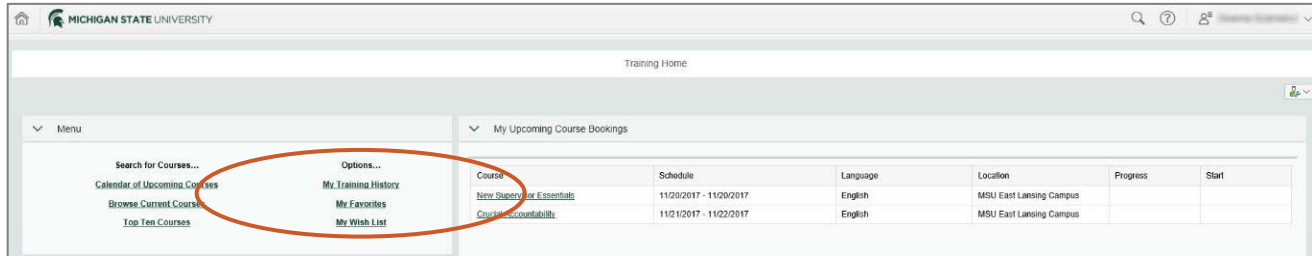 MICHIGAN STATE UNIVERSITY
Training Home
Menu
Search for Courses...
Options...
Calendar of Upcoming Courses
My Training History
Browse Current Courses
My Favorites
Top Ten Courses
My Wish List
My Upcoming Course Bookings
Course Schedule Language Location Progress Start
New Supervisor Essentials 11/20/2017 - 11/20/2017 English MSU East Lansing Campus
Crucial Accountability 11/21/2017 - 11/22/2017 English MSU East Lansing Campus